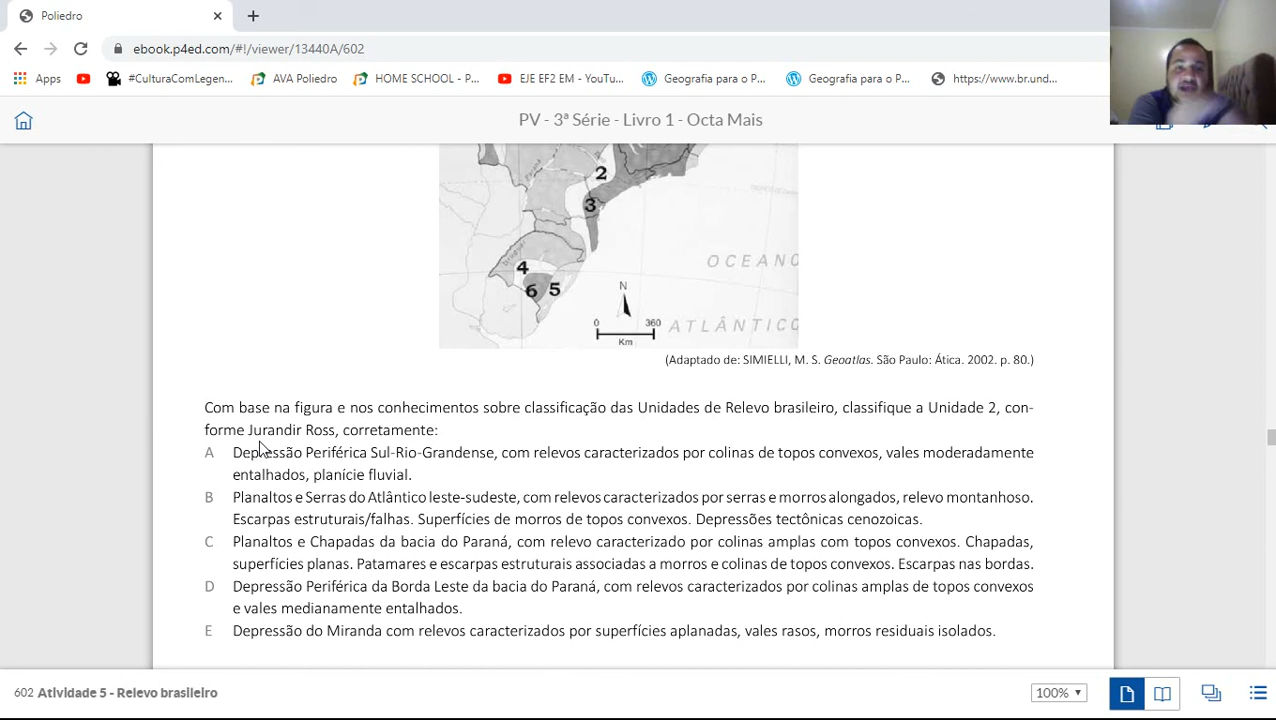 Poliedro
ebook.p4ed.com/#!/viewer/13440A/602
Apps #CulturaComLegen... AVA Poliedro HOME SCHOOL - P... EJE EF2 EM - YouTu... Geografia para o P... Geografia para o P... https://www.br.und...
PV - 3ª Série - Livro 1 - Octa Mais
2
3
4
6 5
OCEANO
ATLÂNTICO
N
0 360
Km
(Adaptado de: SIMIELLI, M. S. Geoatlas. São Paulo: Ática. 2002. p. 80.)
Com base na figura e nos conhecimentos sobre classificação das Unidades de Relevo brasileiro, classifique a Unidade 2, con-
forme Jurandir Ross, corretamente:
A Depressão Periférica Sul-Rio-Grandense, com relevos caracterizados por colinas de topos convexos, vales moderadamente
entalhados, planície fluvial.
B Planaltos e Serras do Atlântico leste-sudeste, com relevos caracterizados por serras e morros alongados, relevo montanhoso.
Escarpas estruturais/falhas. Superfícies de morros de topos convexos. Depressões tectônicas cenozoicas.
C Planaltos e Chapadas da bacia do Paraná, com relevo caracterizado por colinas amplas com topos convexos. Chapadas,
superfícies planas. Patamares e escarpas estruturais associadas a morros e colinas de topos convexos. Escarpas nas bordas.
D Depressão Periférica da Borda Leste da bacia do Paraná, com relevos caracterizados por colinas amplas de topos convexos
e vales medianamente entalhados.
E Depressão do Miranda com relevos caracterizados por superfícies aplanadas, vales rasos, morros residuais isolados.
602 Atividade 5 - Relevo brasileiro
100%